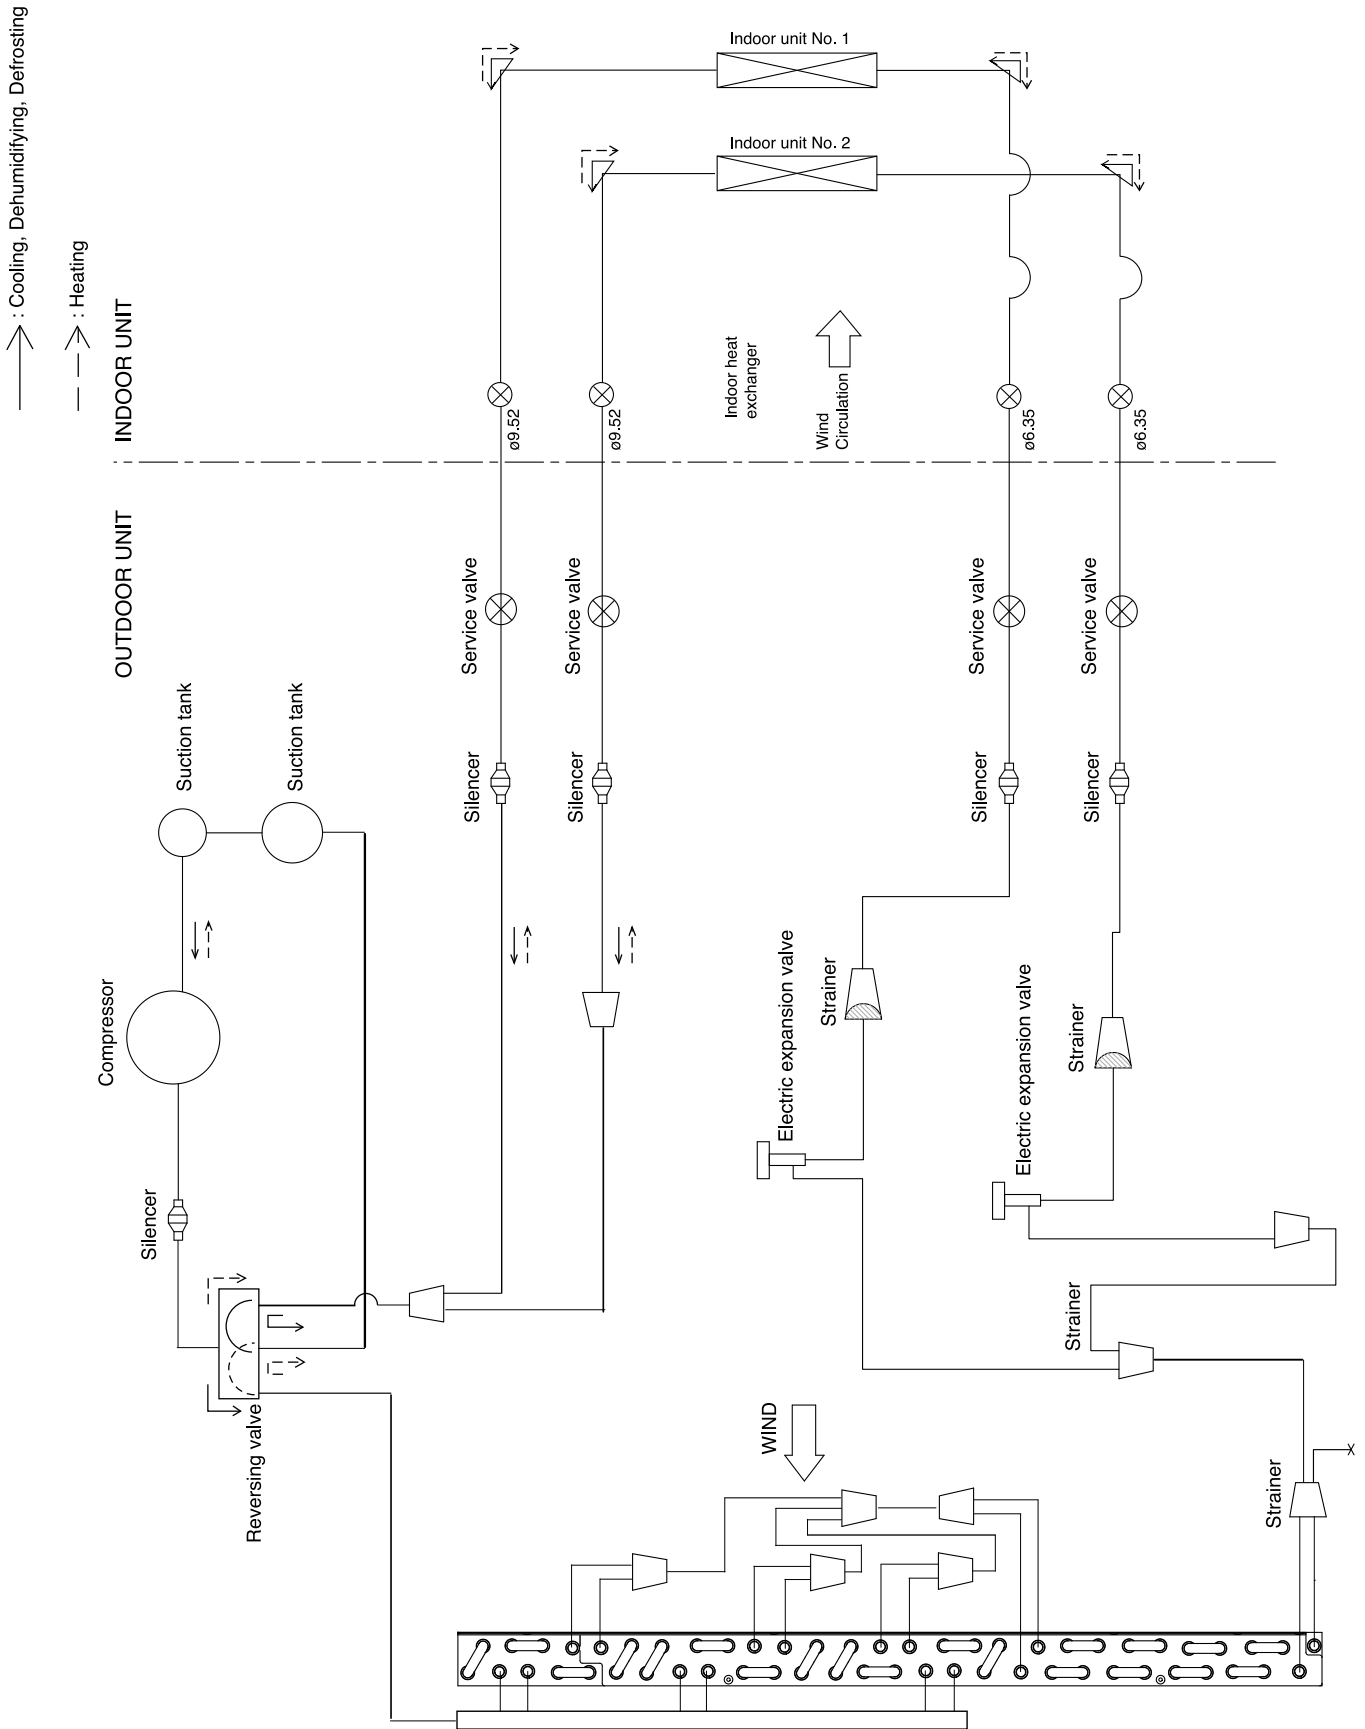 : Cooling, Dehumidifying, Defrosting
: Heating
INDOOR UNIT
OUTDOOR UNIT
Indoor unit No. 1
Indoor unit No. 2
Indoor heat
exchanger
Wind
Circulation
ø9.52
ø9.52
ø6.35
ø6.35
Service valve
Service valve
Service valve
Service valve
Suction tank
Suction tank
Silencer
Silencer
Silencer
Silencer
Compressor
Electric expansion valve
Strainer
Electric expansion valve
Strainer
Silencer
Reversing valve
Strainer
WIND
Strainer